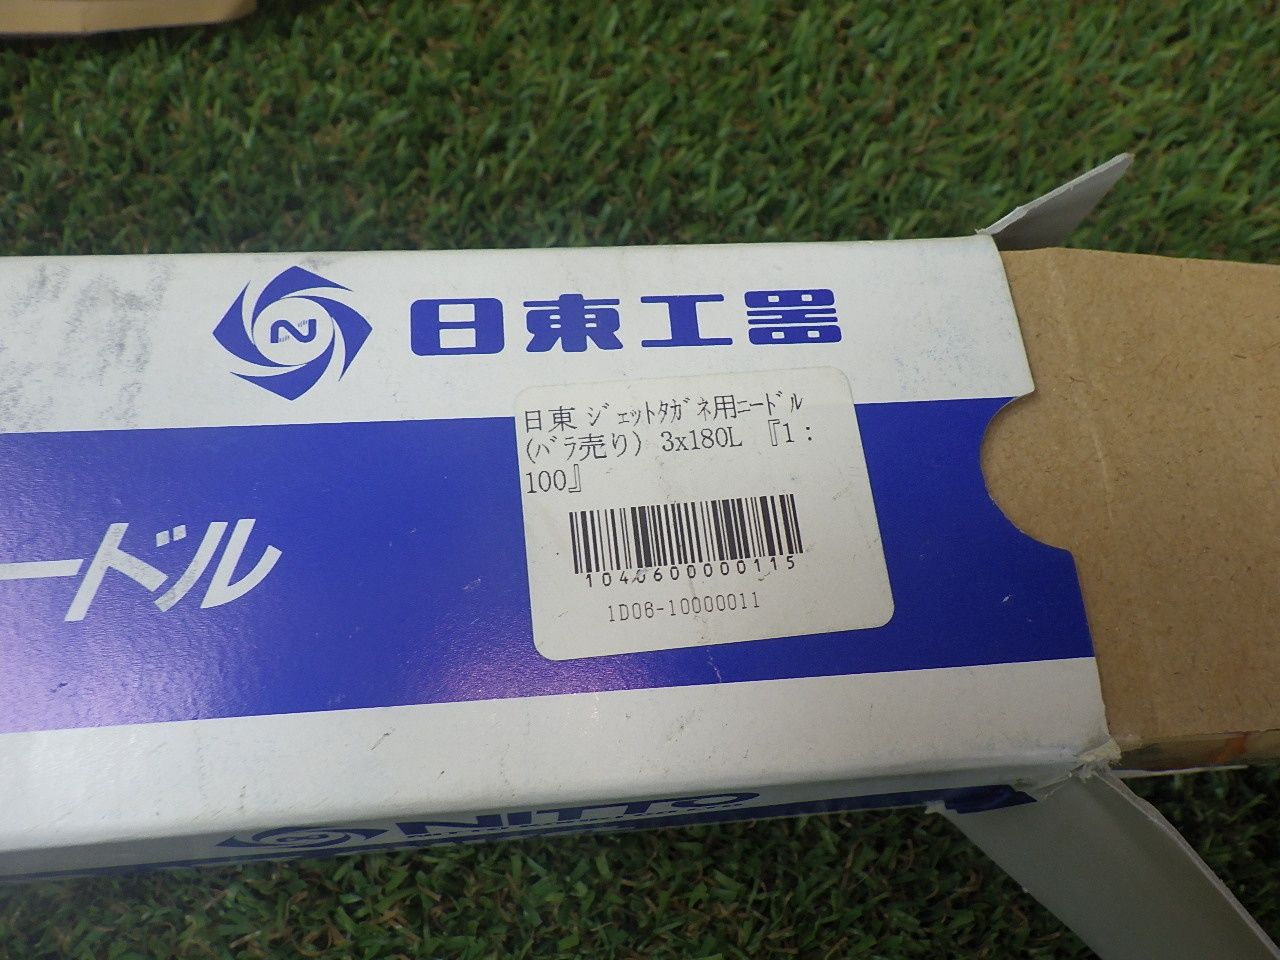 N
日東工器
日東 ｼﾞｪｯﾄﾀｶﾞﾈ用ﾆｰﾄﾞﾙ
(ﾊﾞﾗ売り) 3x180L 『1:
100』
ードル
1040600000115
1D06-10000011
NITTO